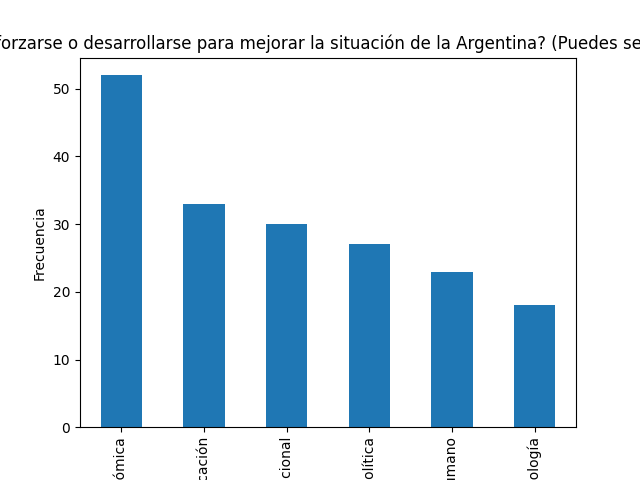 forzarse o desarrollarse para mejorar la situación de la Argentina? (Puedes se
Frecuencia
50
40
30
20
10
0
ómica
cación
cional
olítica
umano
ología